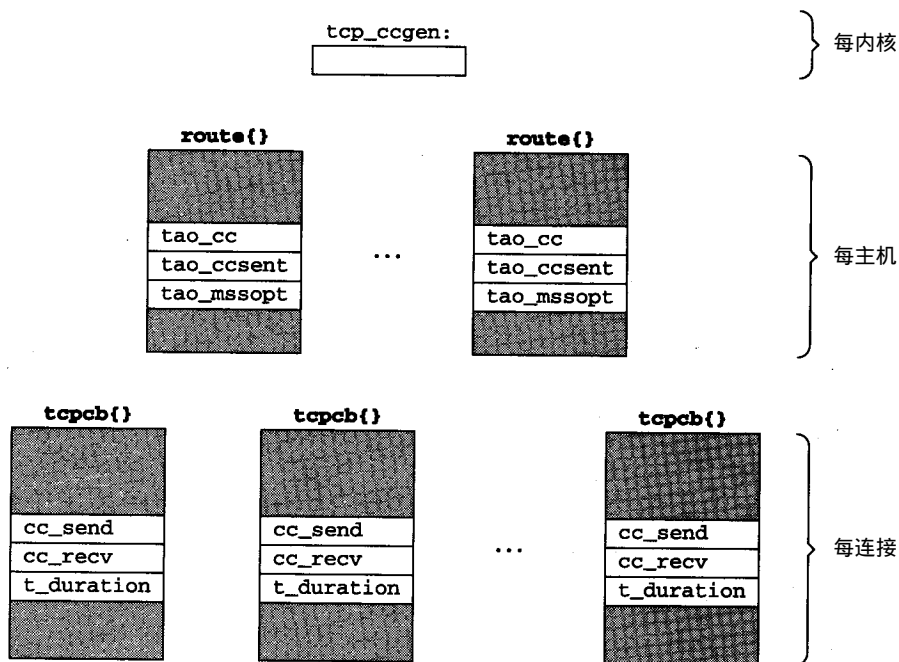 tcp_ccgen:
每内核
route{} route{}
tao_cc tao_cc
... 
tao_ccsent tao_ccsent
每主机
tao_mssopt tao_mssopt
tcpcb{} tcpcb{} tcpcb{}
cc_send cc_send cc_send
cc_recv cc_recv ... cc_recv
每连接
t_duration t_duration t_duration